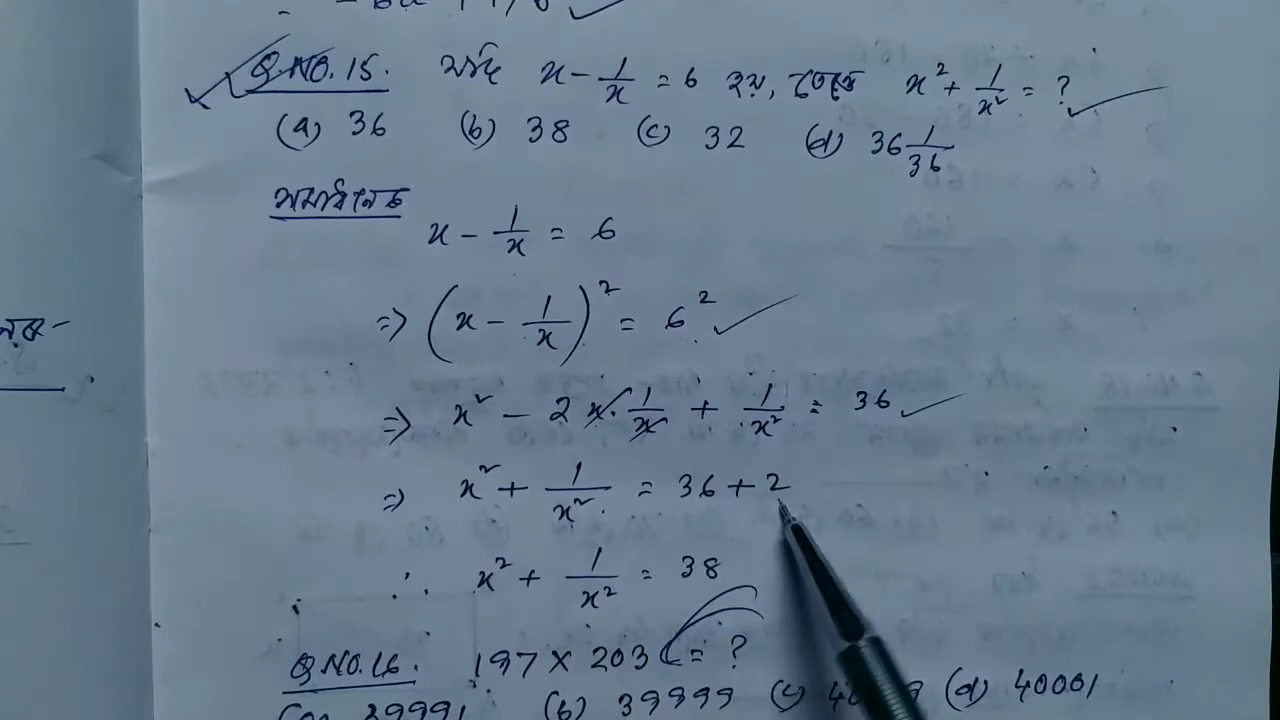 Q.NO.15. যদি x - 1/x = 6 হয়, তবে x² + 1/x² = ?
(a) 36 (b) 38 (c) 32 (d) 36 1/36
x - 1/x = 6
⇒ (x - 1/x)² = 6²
⇒ x² - 2 x. 1/x + 1/x² = 36
⇒ x² + 1/x² = 36 + 2
∴ x² + 1/x² = 38
Q.NO.16. 197 × 203 = ?
(a) 39991 (b) 39999 (c) (d) 40001